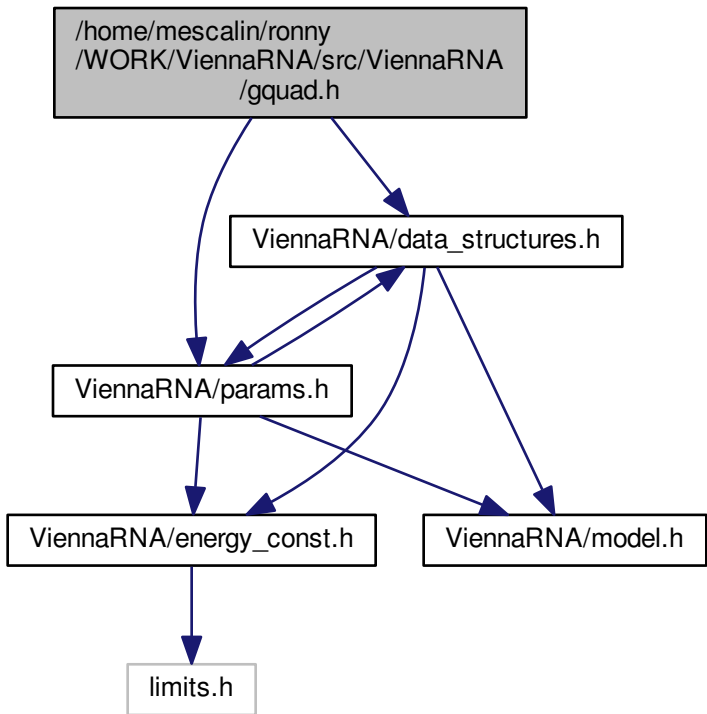 /home/mescalin/ronny
/WORK/ViennaRNA/src/ViennaRNA
/gquad.h
ViennaRNA/data_structures.h
ViennaRNA/params.h
ViennaRNA/energy_const.h
ViennaRNA/model.h
limits.h